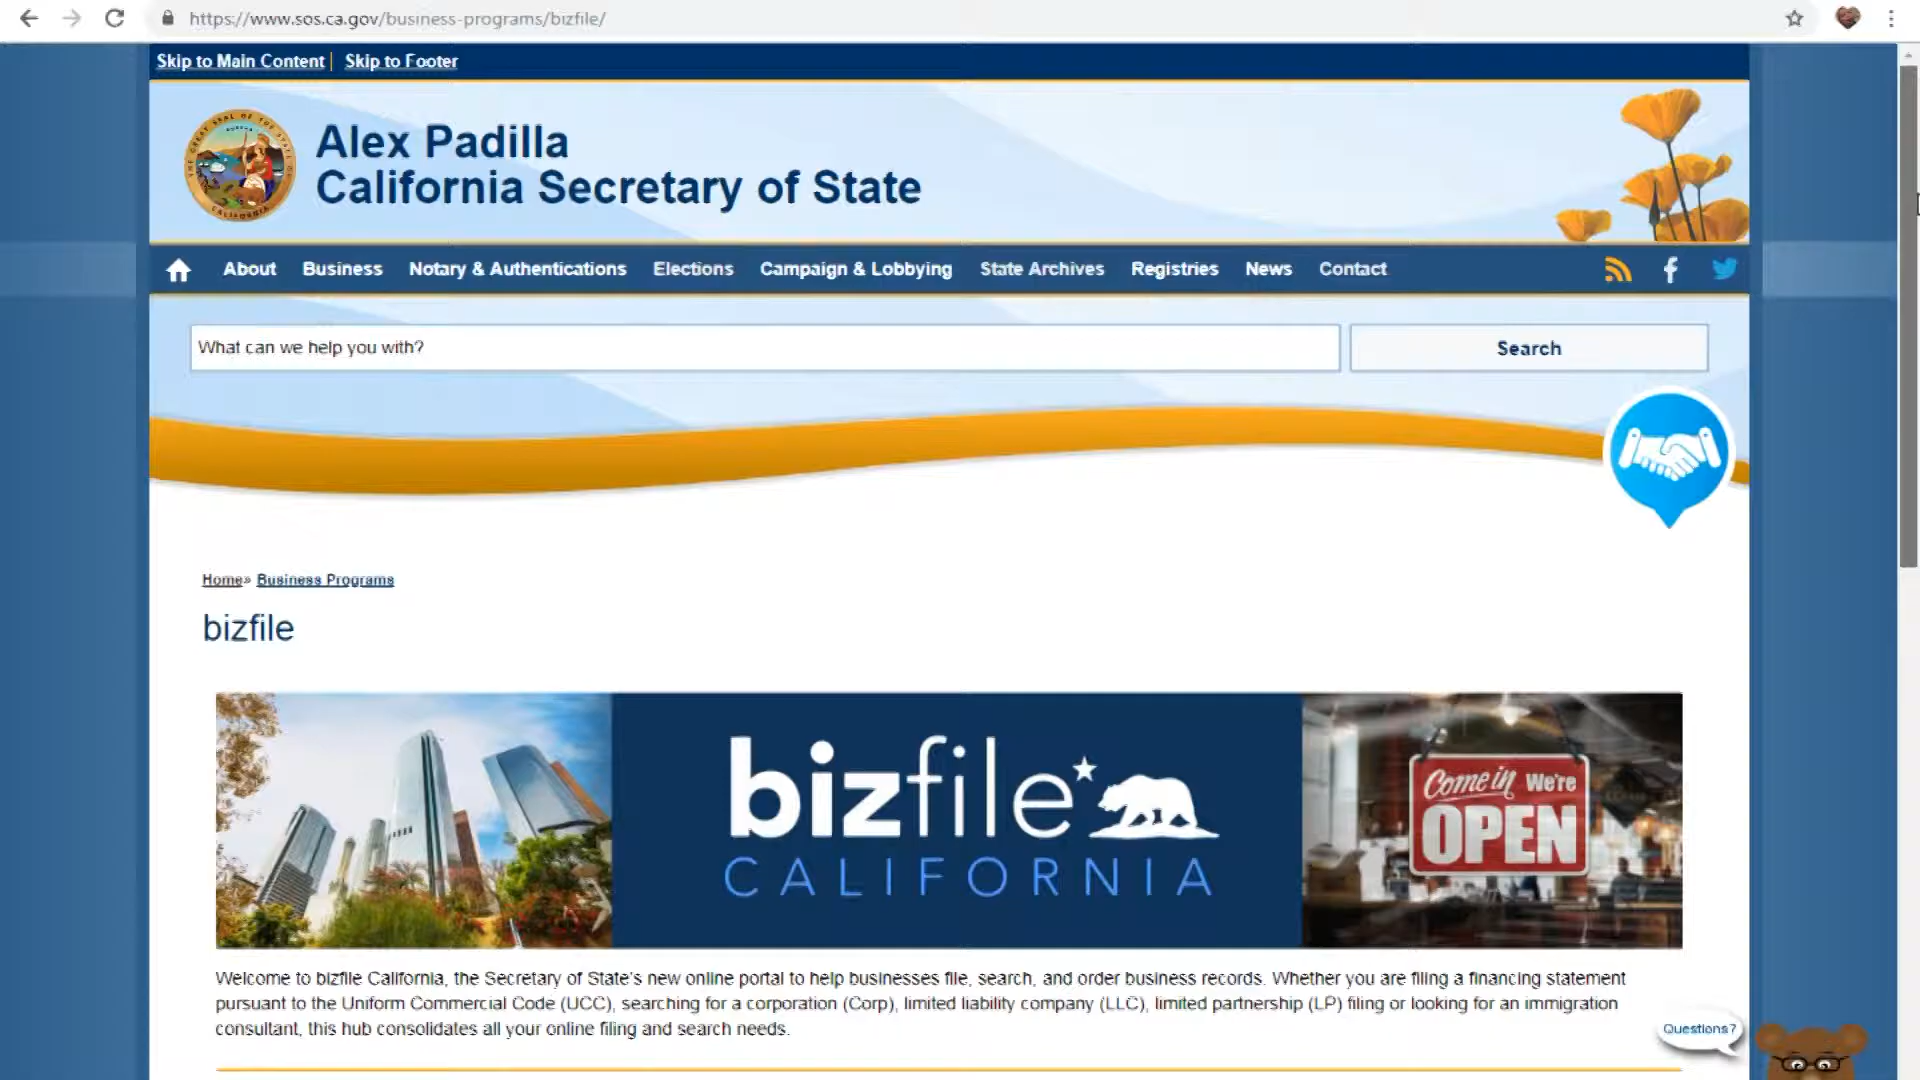 https://www.sos.ca.gov/business-programs/bizfile/
Skip to Main Content | Skip to Footer
Alex Padilla
California Secretary of State
About Business Notary & Authentications Elections Campaign & Lobbying State Archives Registries News Contact
What can we help you with? Search
Home» Business Programs
bizfile
bizfile
CALIFORNIA
Come in We're
OPEN
Welcome to bizfile California, the Secretary of State's new online portal to help businesses file, search, and order business records. Whether you are filing a financing statement
pursuant to the Uniform Commercial Code (UCC), searching for a corporation (Corp), limited liability company (LLC), limited partnership (LP) filing or looking for an immigration
consultant, this hub consolidates all your online filing and search needs.
Questions?